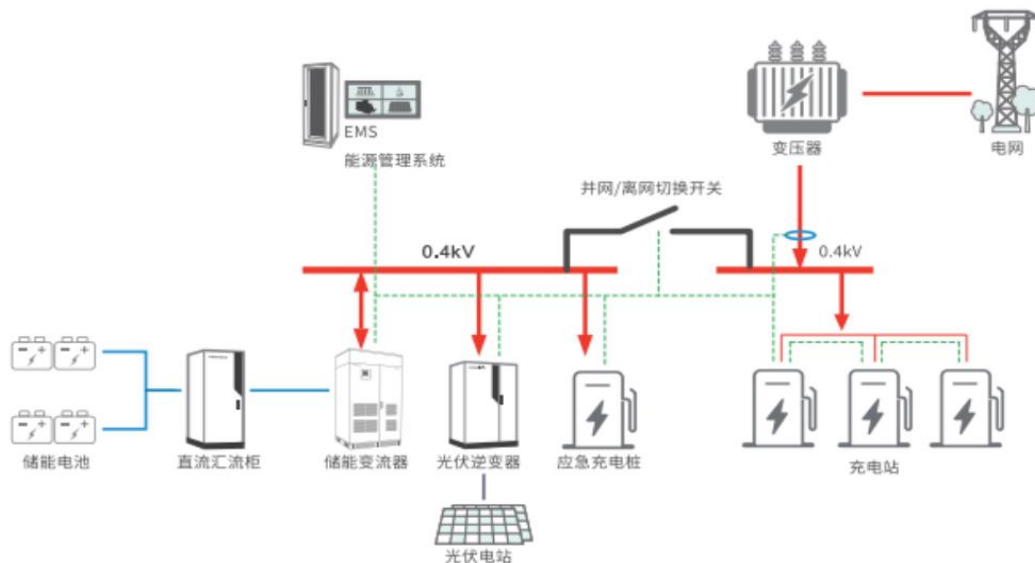 EMS
能源管理系统
变压器
电网
并网/离网切换开关
0.4kV
0.4kV
储能电池
直流汇流柜
储能变流器
光伏逆变器
应急充电桩
充电站
光伏电站